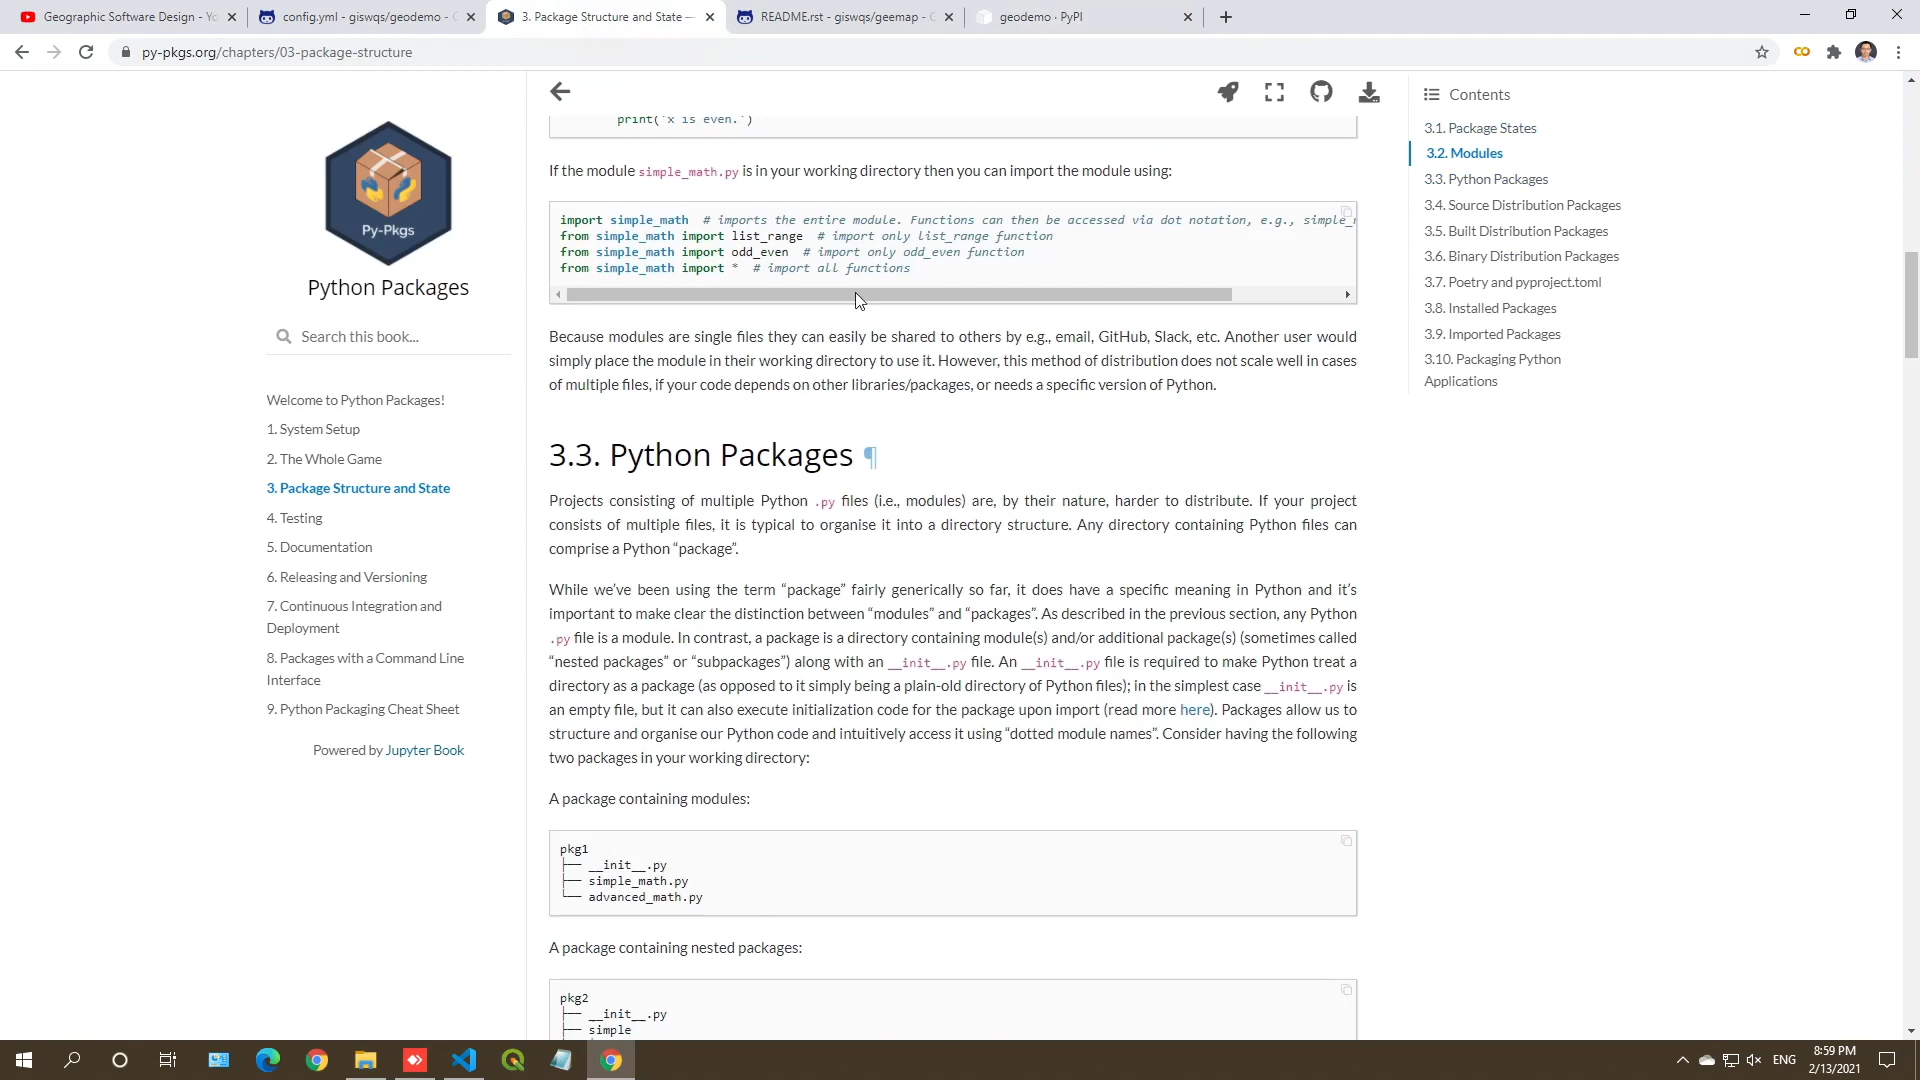 Geographic Software Design - Yo
config.yml - giswqs/geodemo - G
3. Package Structure and State —
README.rst - giswqs/geemap - G
geodemo · PyPI
py-pkgs.org/chapters/03-package-structure
Py-Pkgs
Python Packages
Search this book...
Welcome to Python Packages!
1. System Setup
2. The Whole Game
3. Package Structure and State
4. Testing
5. Documentation
6. Releasing and Versioning
7. Continuous Integration and
Deployment
8. Packages with a Command Line
Interface
9. Python Packaging Cheat Sheet
Powered by Jupyter Book
print('x is even.')
If the module simple_math.py is in your working directory then you can import the module using:
import simple_math  # imports the entire module. Functions can then be accessed via dot notation, e.g., simple_
from simple_math import list_range  # import only list_range function
from simple_math import odd_even  # import only odd_even function
from simple_math import *  # import all functions
Because modules are single files they can easily be shared to others by e.g., email, GitHub, Slack, etc. Another user would
simply place the module in their working directory to use it. However, this method of distribution does not scale well in cases
of multiple files, if your code depends on other libraries/packages, or needs a specific version of Python.
3.3. Python Packages ¶
Projects consisting of multiple Python .py files (i.e., modules) are, by their nature, harder to distribute. If your project
consists of multiple files, it is typical to organise it into a directory structure. Any directory containing Python files can
comprise a Python “package”.
While we’ve been using the term “package” fairly generically so far, it does have a specific meaning in Python and it’s
important to make clear the distinction between “modules” and “packages”. As described in the previous section, any Python
.py file is a module. In contrast, a package is a directory containing module(s) and/or additional package(s) (sometimes called
“nested packages” or “subpackages”) along with an __init__.py file. An __init__.py file is required to make Python treat a
directory as a package (as opposed to it simply being a plain-old directory of Python files); in the simplest case __init__.py is
an empty file, but it can also execute initialization code for the package upon import (read more here). Packages allow us to
structure and organise our Python code and intuitively access it using “dotted module names”. Consider having the following
two packages in your working directory:
A package containing modules:
pkg1
├── __init__.py
├── simple_math.py
└── advanced_math.py
A package containing nested packages:
pkg2
├── __init__.py
├── simple
Contents
3.1. Package States
3.2. Modules
3.3. Python Packages
3.4. Source Distribution Packages
3.5. Built Distribution Packages
3.6. Binary Distribution Packages
3.7. Poetry and pyproject.toml
3.8. Installed Packages
3.9. Imported Packages
3.10. Packaging Python
Applications
ENG
8:59 PM
2/13/2021